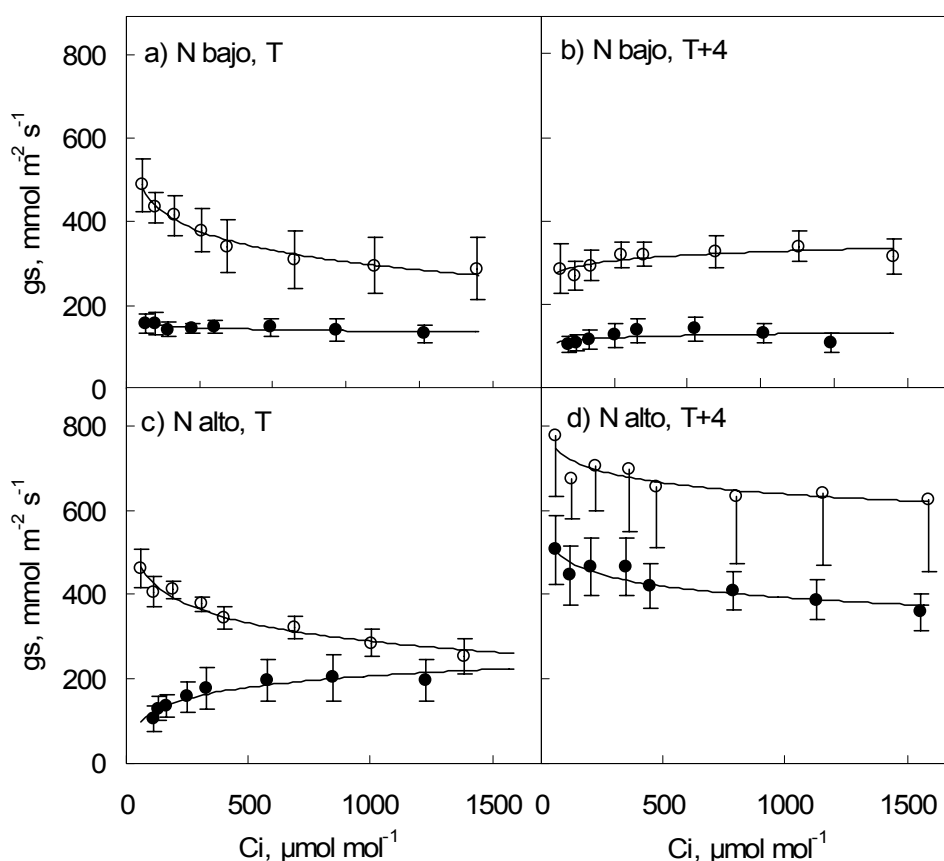 a) N bajo, T
b) N bajo, T+4
800
600
400
200
0
gs, mmol m⁻² s⁻¹
c) N alto, T
d) N alto, T+4
800
600
400
200
0
gs, mmol m⁻² s⁻¹
0 500 1000 1500
0 500 1000 1500
Ci, µmol mol⁻¹
Ci, µmol mol⁻¹